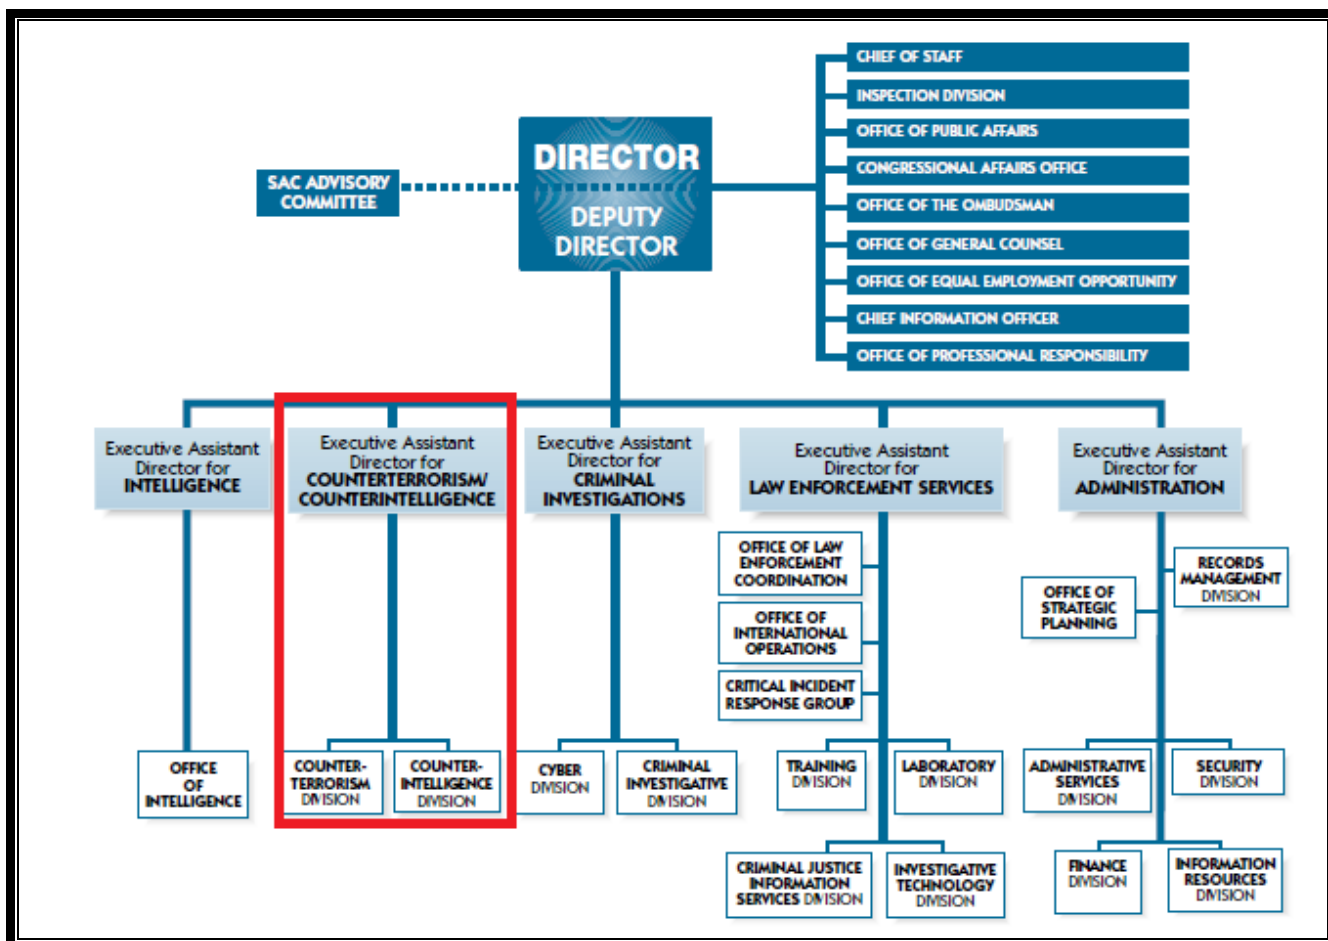 CHIEF OF STAFF
INSPECTION DIVISION
OFFICE OF PUBLIC AFFAIRS
CONGRESSIONAL AFFAIRS OFFICE
OFFICE OF THE OMBUDSMAN
OFFICE OF GENERAL COUNSEL
OFFICE OF EQUAL EMPLOYMENT OPPORTUNITY
CHIEF INFORMATION OFFICER
OFFICE OF PROFESSIONAL RESPONSIBILITY
DIRECTOR
DEPUTY
DIRECTOR
SAC ADVISORY
COMMITTEE
Executive Assistant
Director for
INTELLIGENCE
Executive Assistant
Director for
COUNTERTERRORISM/
COUNTERINTELLIGENCE
Executive Assistant
Director for
CRIMINAL
INVESTIGATIONS
Executive Assistant
Director for
LAW ENFORCEMENT SERVICES
Executive Assistant
Director for
ADMINISTRATION
OFFICE OF LAW
ENFORCEMENT
COORDINATION
OFFICE OF
INTERNATIONAL
OPERATIONS
CRITICAL INCIDENT
RESPONSE GROUP
RECORDS
MANAGEMENT
DIVISION
OFFICE OF
STRATEGIC
PLANNING
OFFICE
OF
INTELLIGENCE
COUNTER-
TERRORISM
DIVISION
COUNTER-
INTELLIGENCE
DIVISION
CYBER
DIVISION
CRIMINAL
INVESTIGATIVE
DIVISION
TRAINING
DIVISION
LABORATORY
DIVISION
ADMINISTRATIVE
SERVICES
DIVISION
SECURITY
DIVISION
CRIMINAL JUSTICE
INFORMATION
SERVICES DIVISION
INVESTIGATIVE
TECHNOLOGY
DIVISION
FINANCE
DIVISION
INFORMATION
RESOURCES
DIVISION